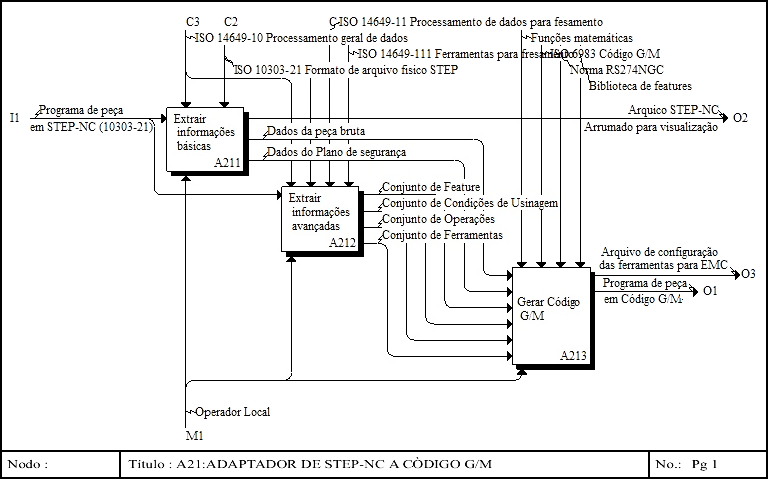 C3
C2
C
ISO 14649-11 Processamento de dados para fesamento
ISO 14649-10 Processamento geral de dados
Funções matemáticas
ISO 14649-111 Ferramentas para fresamento
ISO 6983 Código G/M
ISO 10303-21 Formato de arquivo físico STEP
Norma RS274NGC
Biblioteca de features
I1
Programa de peça
em STEP-NC (10303-21)
Extrair
informações
básicas
A211
Arquico STEP-NC
Arrumado para visualização
O2
Dados da peça bruta
Dados do Plano de segurança
Extrair
informações
avançadas
A212
Conjunto de Feature
Conjunto de Condições de Usinagem
Conjunto de Operações
Conjunto de Ferramentas
Gerar Código
G/M
A213
Arquivo de configuração
das ferramentas para EMC
O3
Programa de peça
em Código G/M
O1
Operador Local
M1
Nodo :
Título : A21:ADAPTADOR DE STEP-NC A CÓDIGO G/M
No.: Pg 1